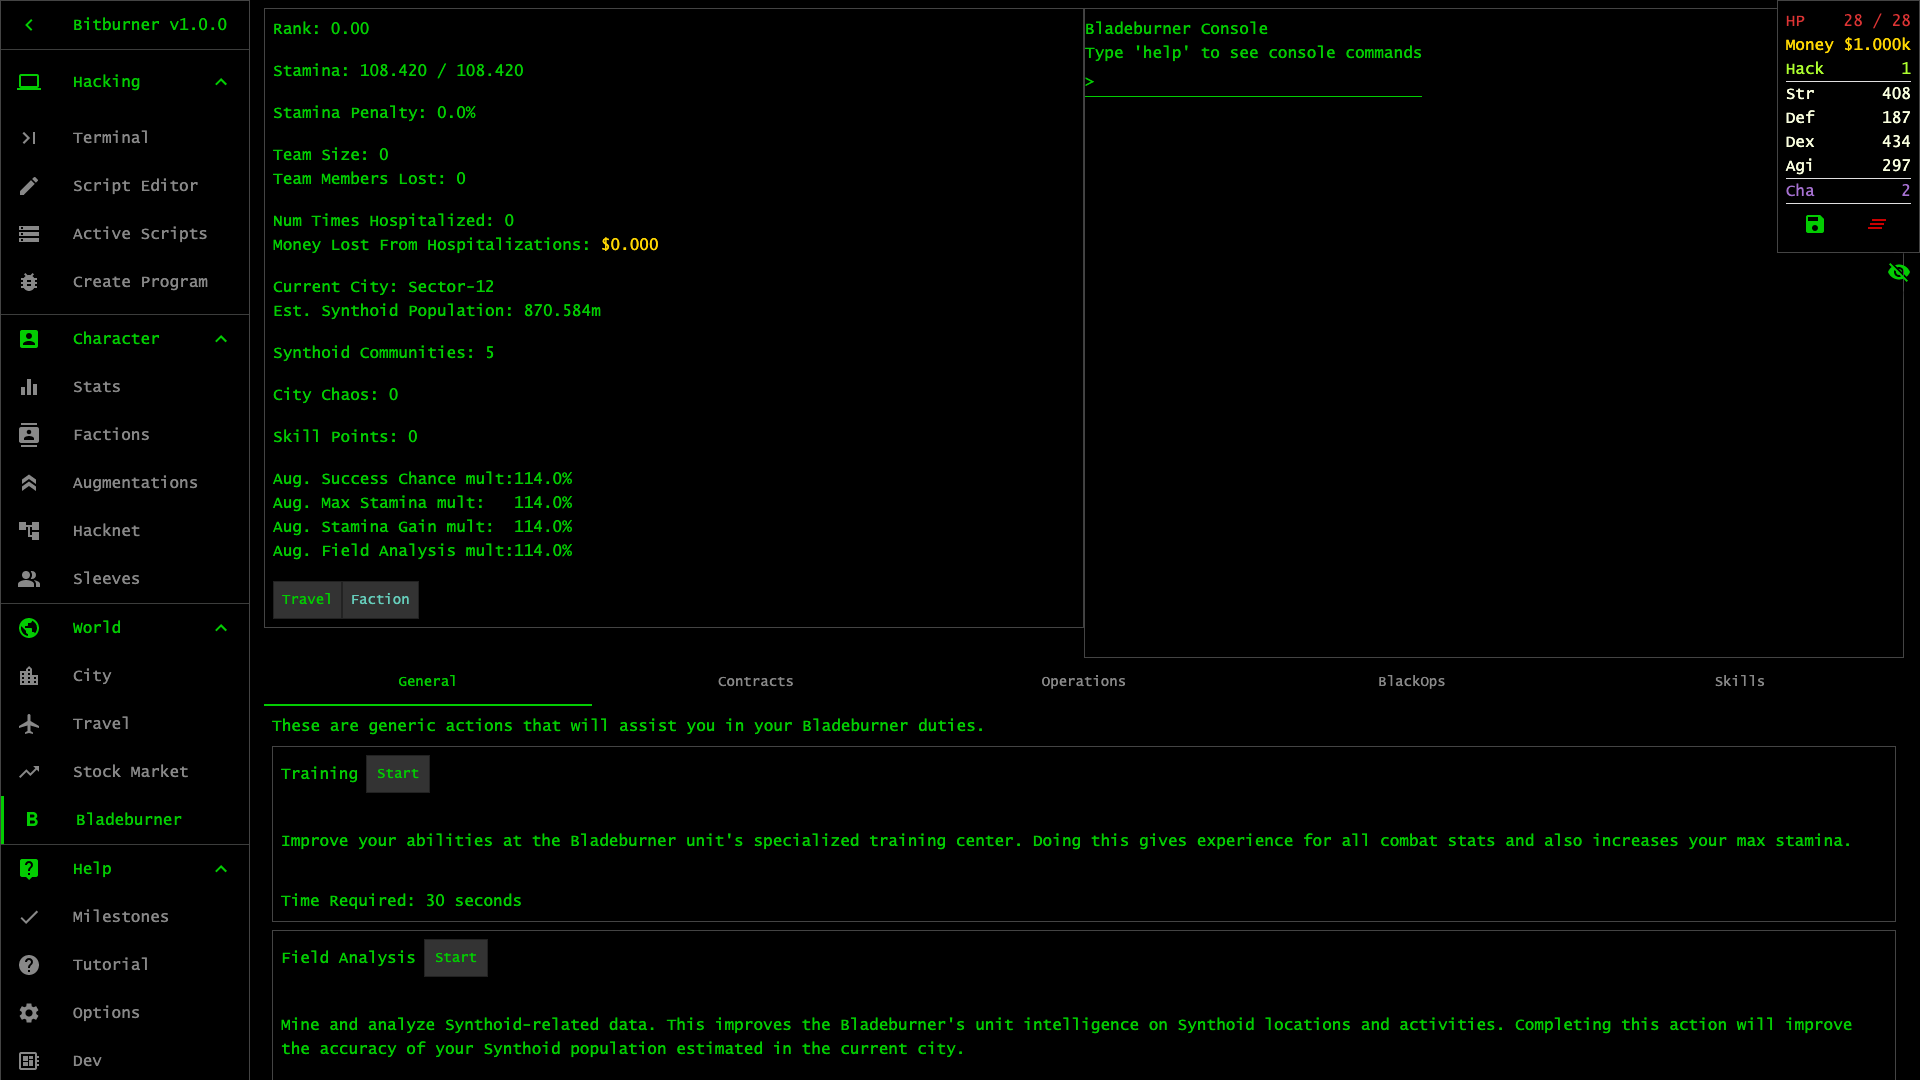 Bitburner v1.0.0
Hacking
Terminal
Script Editor
Active Scripts
Create Program
Character
Stats
Factions
Augmentations
Hacknet
Sleeves
World
City
Travel
Stock Market
B Bladeburner
Help
Milestones
Tutorial
Options
Dev
Rank: 0.00
Stamina: 108.420 / 108.420
Stamina Penalty: 0.0%
Team Size: 0
Team Members Lost: 0
Num Times Hospitalized: 0
Money Lost From Hospitalizations: $0.000
Current City: Sector-12
Est. Synthoid Population: 870.584m
Synthoid Communities: 5
City Chaos: 0
Skill Points: 0
Aug. Success Chance mult:114.0%
Aug. Max Stamina mult: 114.0%
Aug. Stamina Gain mult: 114.0%
Aug. Field Analysis mult:114.0%
Travel Faction
Bladeburner Console
Type 'help' to see console commands
>
HP 28 / 28
Money $1.000k
Hack 1
Str 408
Def 187
Dex 434
Agi 297
Cha 2
General Contracts Operations BlackOps Skills
These are generic actions that will assist you in your Bladeburner duties.
Training Start
Improve your abilities at the Bladeburner unit's specialized training center. Doing this gives experience for all combat stats and also increases your max stamina.
Time Required: 30 seconds
Field Analysis Start
Mine and analyze Synthoid-related data. This improves the Bladeburner's unit intelligence on Synthoid locations and activities. Completing this action will improve
the accuracy of your Synthoid population estimated in the current city.